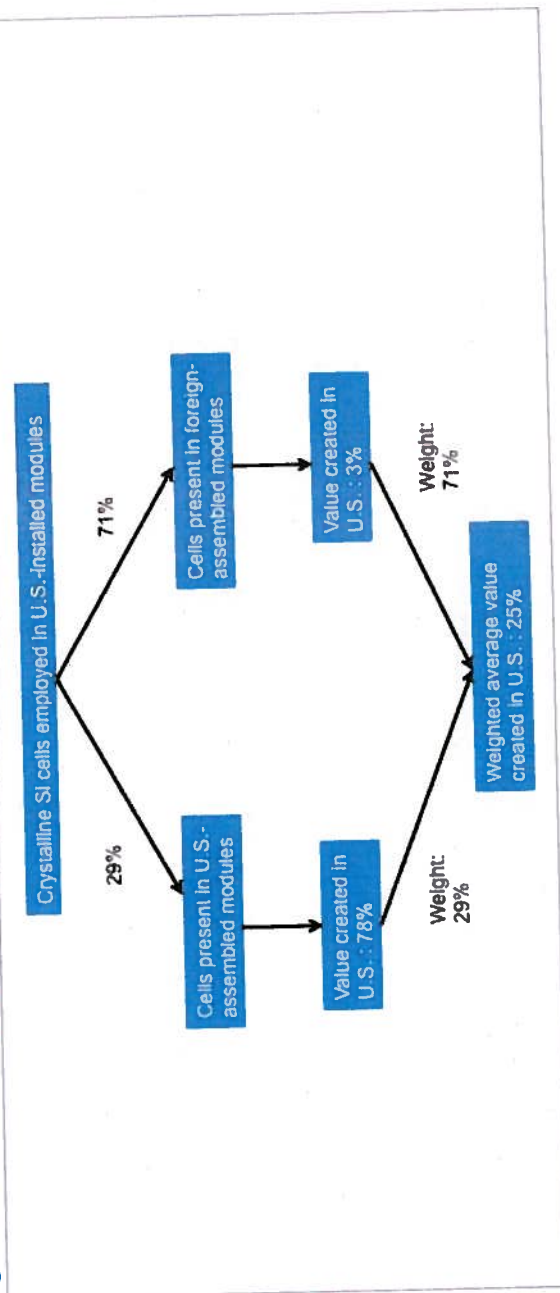 Crystalline Si cells employed in U.S.-Installed modules
29%
71%
Cells present in U.S.-
assembled modules
Cells present in foreign-
assembled modules
Value created in
U.S. : 78%
Value created in
U.S. : 3%
Weight:
29%
Weight:
71%
Weighted average value
created in U.S. : 25%